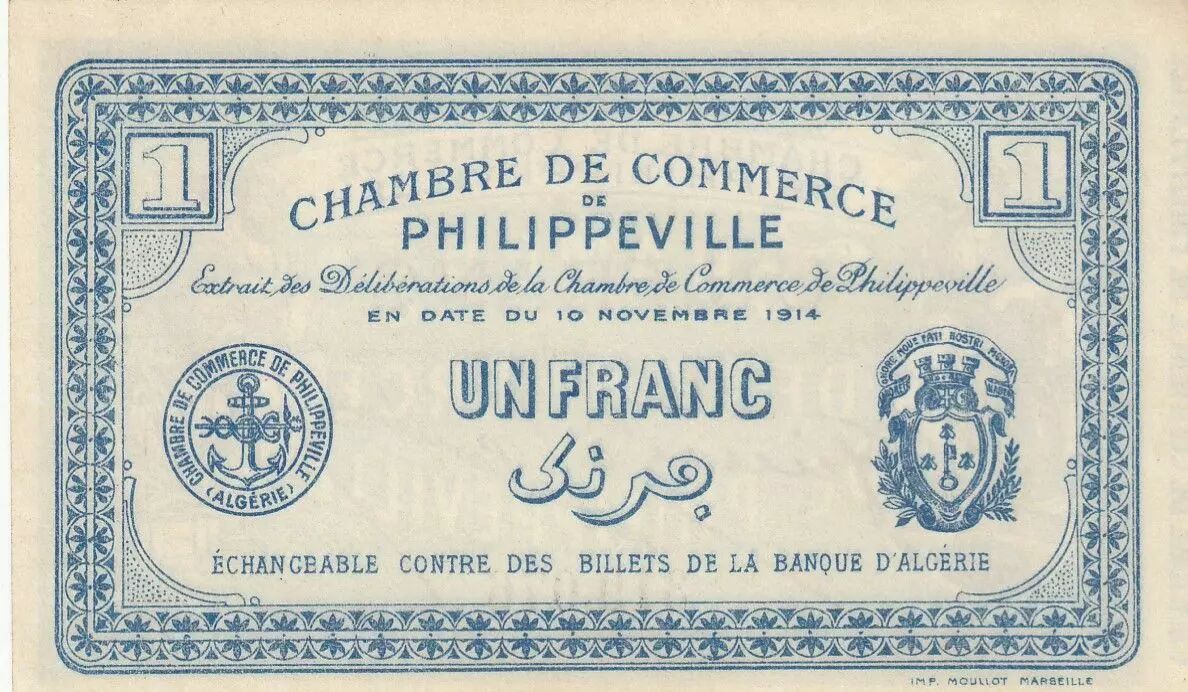 1
1
CHAMBRE DE COMMERCE
DE
PHILIPPEVILLE
Extrait des Délibérations de la Chambre de Commerce de Philippeville
EN DATE DU 10 NOVEMBRE 1914
CHAMBRE DE COMMERCE DE PHILIPPEVILLE
(ALGÉRIE)
UN FRANC
ڢرنك
ÉCHANGEABLE CONTRE DES BILLETS DE LA BANQUE D'ALGÉRIE
IMP. MOULLOT MARSEILLE